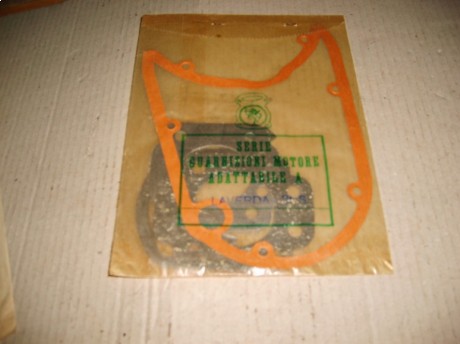 SERIE
GUARNIZIONI MOTORE
ADATTABILE A
LAVERDA